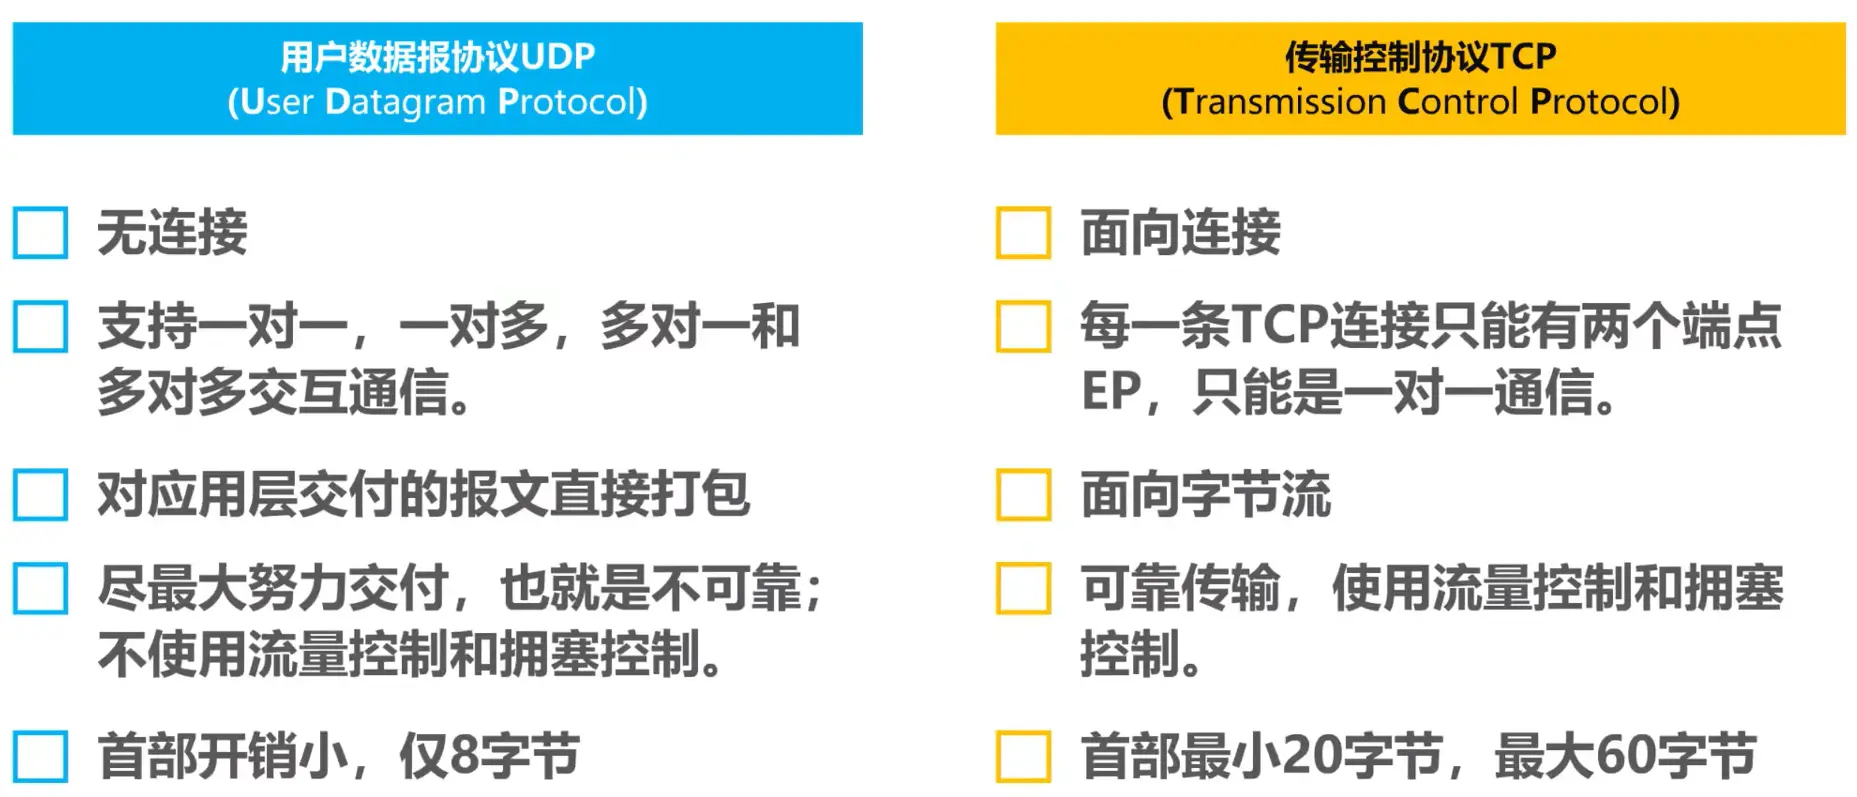 用户数据报协议UDP
(User Datagram Protocol)
无连接
支持一对一，一对多，多对一和
多对多交互通信。
对应用层交付的报文直接打包
尽最大努力交付，也就是不可靠；
不使用流量控制和拥塞控制。
首部开销小，仅8字节
传输控制协议TCP
(Transmission Control Protocol)
面向连接
每一条TCP连接只能有两个端点
EP，只能是一对一通信。
面向字节流
可靠传输，使用流量控制和拥塞
控制。
首部最小20字节，最大60字节